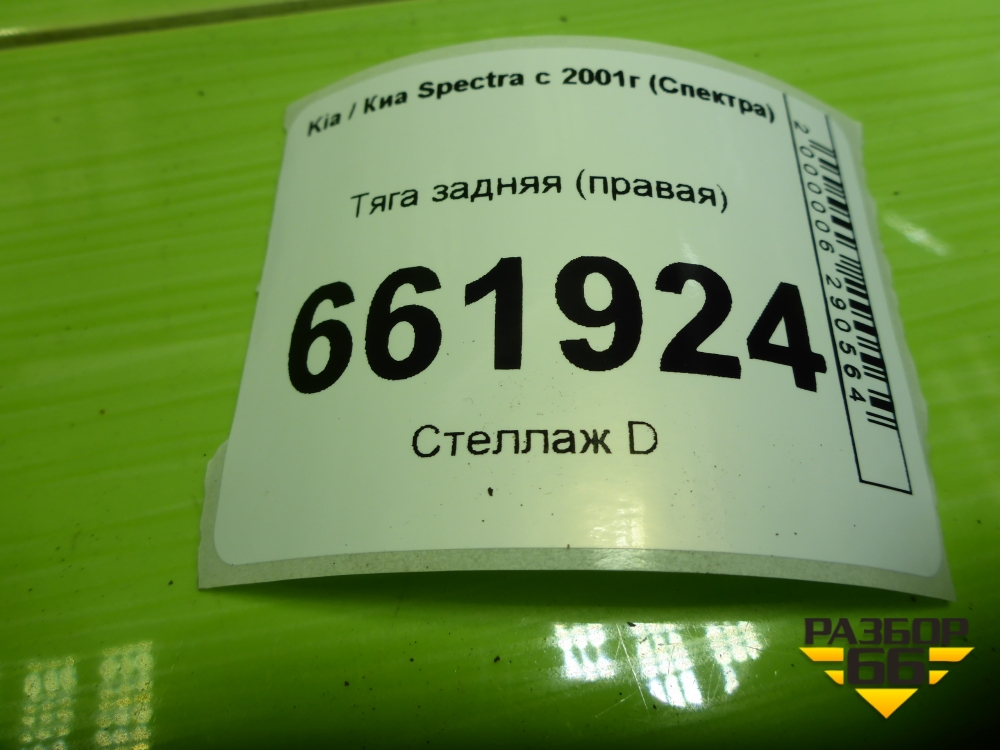 Kia / Киа Spectra с 2001г (Спектра)
Тяга задняя (правая)
661924
Стеллаж D
2000006290564
РАЗБОР
66